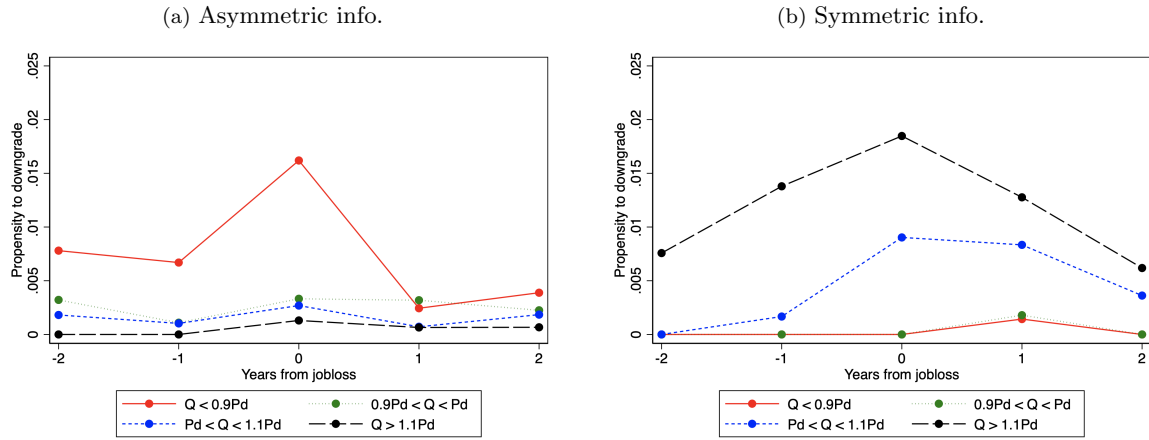 (a) Asymmetric info.
Propensity to downgrade
.025
.02
.015
.01
.005
0
-2 -1 0 1 2
Years from jobloss
Q < 0.9Pd 0.9Pd < Q < Pd
Pd < Q < 1.1Pd Q > 1.1Pd
(b) Symmetric info.
Propensity to downgrade
.025
.02
.015
.01
.005
0
-2 -1 0 1 2
Years from jobloss
Q < 0.9Pd 0.9Pd < Q < Pd
Pd < Q < 1.1Pd Q > 1.1Pd